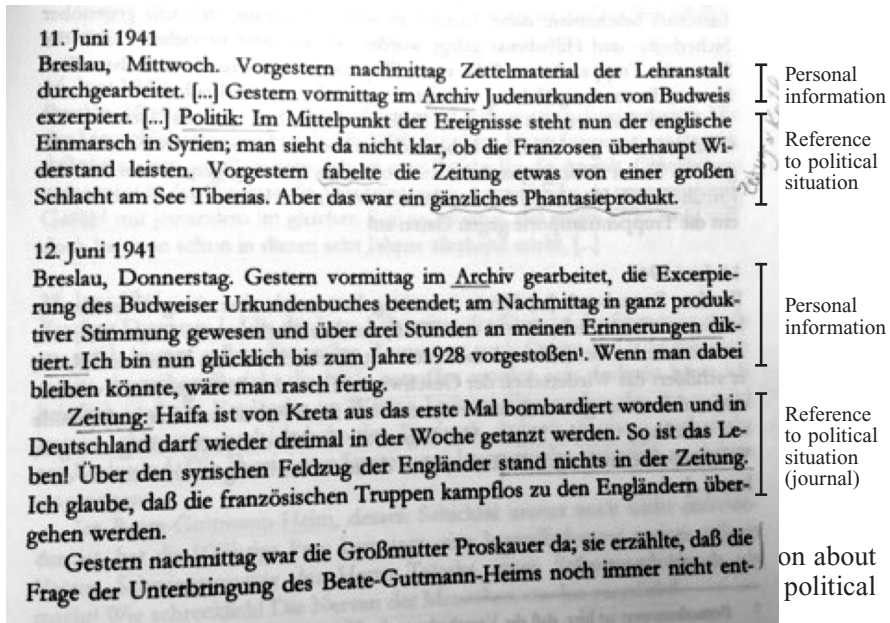 11. Juni 1941
Breslau, Mittwoch. Vorgestern nachmittag Zettelmaterial der Lehranstalt
durchgearbeitet. [...] Gestern vormittag im Archiv Judenurkunden von Budweis
exzerpiert. [...] Politik: Im Mittelpunkt der Ereignisse steht nun der englische
Einmarsch in Syrien; man sieht da nicht klar, ob die Franzosen überhaupt Wi-
derstand leisten. Vorgestern fabelte die Zeitung etwas von einer großen
Schlacht am See Tiberias. Aber das war ein gänzliches Phantasieprodukt.
Personal
information
Reference
to political
situation
12. Juni 1941
Breslau, Donnerstag. Gestern vormittag im Archiv gearbeitet, die Excerpie-
rung des Budweiser Urkundenbuches beendet; am Nachmittag in ganz produk-
tiver Stimmung gewesen und über drei Stunden an meinen Erinnerungen dik-
tiert. Ich bin nun glücklich bis zum Jahre 1928 vorgestoßen¹. Wenn man dabei
bleiben könnte, wäre man rasch fertig.
Zeitung: Haifa ist von Kreta aus das erste Mal bombardiert worden und in
Deutschland darf wieder dreimal in der Woche getanzt werden. So ist das Le-
ben! Über den syrischen Feldzug der Engländer stand nichts in der Zeitung.
Ich glaube, daß die französischen Truppen kampflos zu den Engländern über-
gehen werden.
Gestern nachmittag war die Großmutter Proskauer da; sie erzählte, daß die
Frage der Unterbringung des Beate-Guttmann-Heims noch immer nicht ent-
Personal
information
Reference
to political
situation
(journal)
on about
political